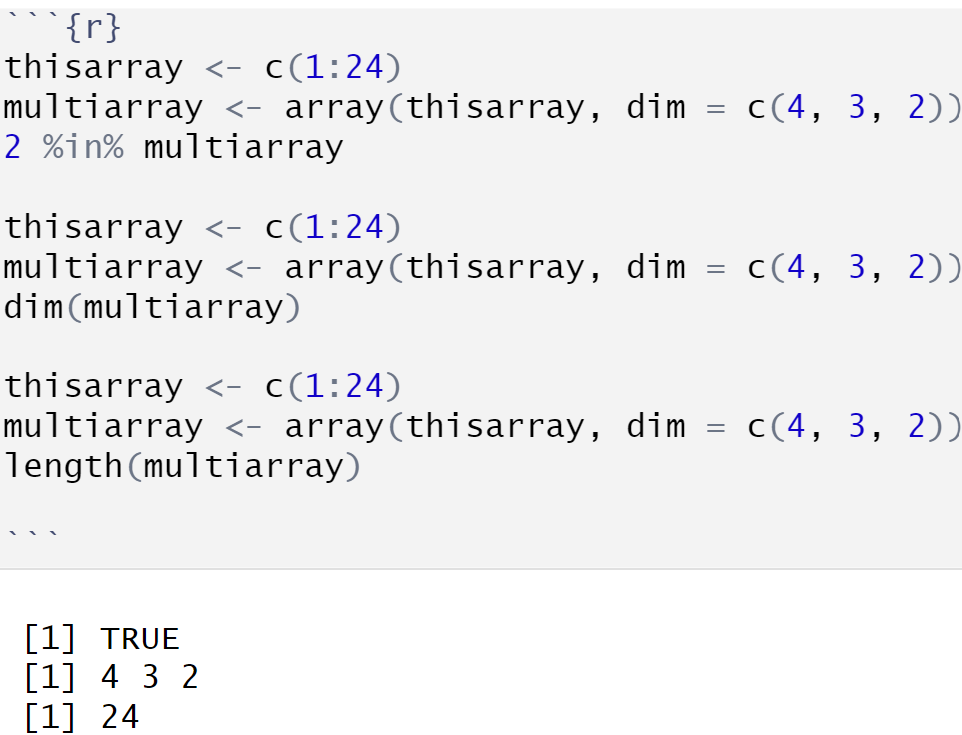 ```{r}
thisarray <- c(1:24)
multiarray <- array(thisarray, dim = c(4, 3, 2))
2 %in% multiarray
thisarray <- c(1:24)
multiarray <- array(thisarray, dim = c(4, 3, 2))
dim(multiarray)
thisarray <- c(1:24)
multiarray <- array(thisarray, dim = c(4, 3, 2))
length(multiarray)
```
[1] TRUE
[1] 4 3 2
[1] 24